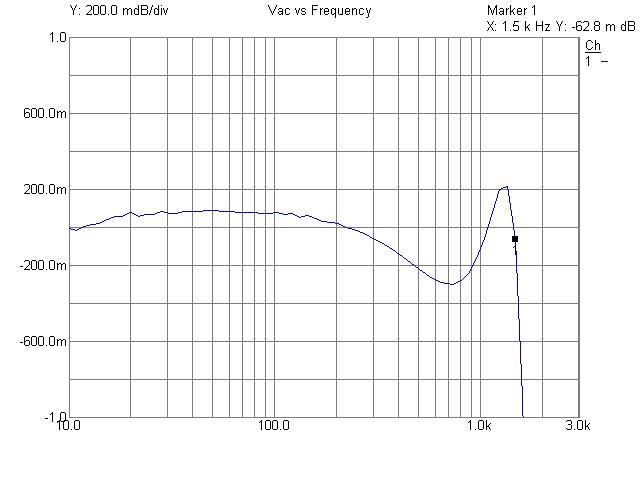 Y: 200.0 mdB/div Vac vs Frequency Marker 1
X: 1.5 k Hz Y: -62.8 m dB
1.0
Ch
1
600.0m
200.0m
-200.0m
-600.0m
-1.0
10.0 100.0 1.0k 3.0k